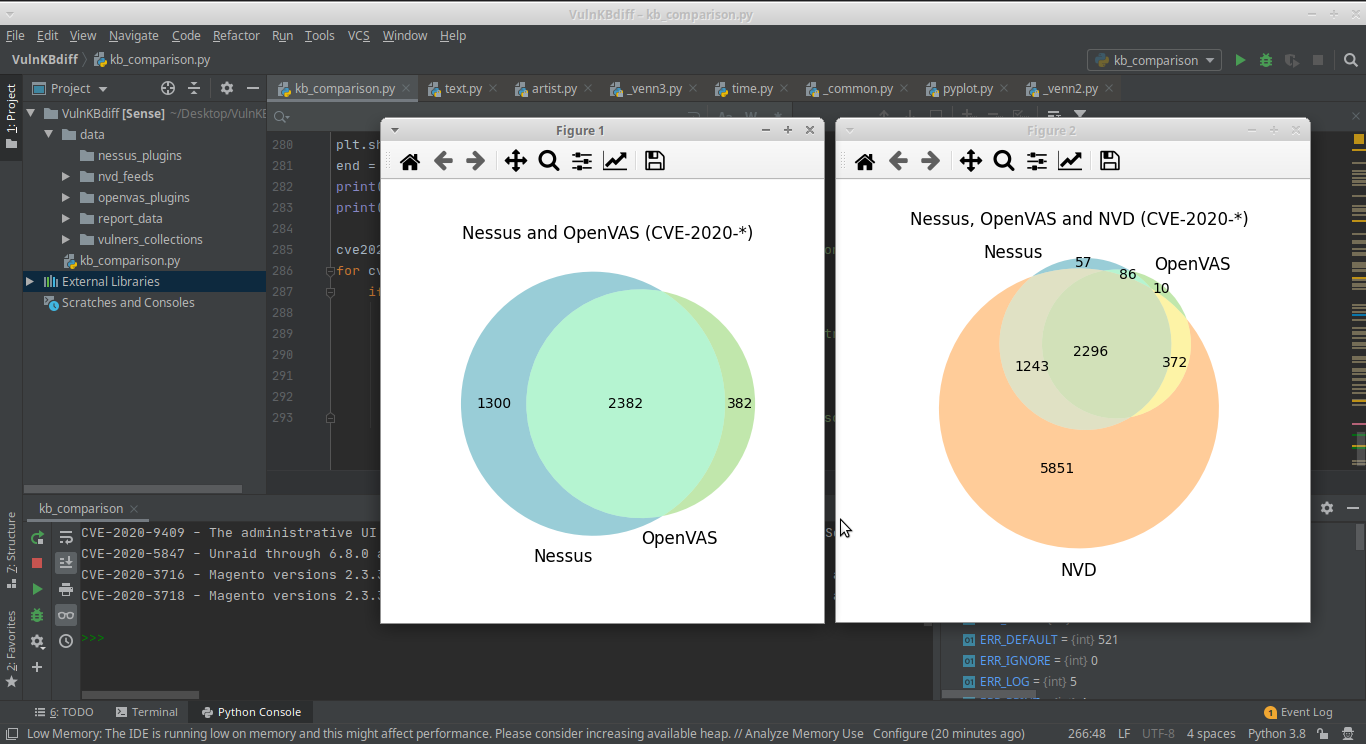 VulnKBdiff – kb_comparison.py
File Edit View Navigate Code Refactor Run Tools VCS Window Help
VulnKBdiff kb_comparison.py kb_comparison
1: Project
Project
kb_comparison.py text.py artist.py _venn3.py time.py _common.py pyplot.py _venn2.py
VulnKBdiff [Sense] ~/Desktop/VulnKB
data
nessus_plugins
nvd_feeds
openvas_plugins
report_data
vulners_collections
kb_comparison.py
External Libraries
Scratches and Consoles
280 plt.sh
281 end =
282 print(
283 print(
284
285 cve202
286 for cv
287 if
288
289
290
291
292
293
Figure 1
Nessus and OpenVAS (CVE-2020-*)
1300 2382 382
OpenVAS
Nessus
Figure 2
Nessus, OpenVAS and NVD (CVE-2020-*)
Nessus
OpenVAS
57
86
10
2296
1243
372
5851
NVD
7: Structure
2: Favorites
kb_comparison
CVE-2020-9409 - The administrative UI
CVE-2020-5847 - Unraid through 6.8.0 a
CVE-2020-3716 - Magento versions 2.3.3
CVE-2020-3718 - Magento versions 2.3.3
>>>
ERR_DEFAULT = {int} 521
ERR_IGNORE = {int} 0
ERR_LOG = {int} 5
6: TODO Terminal Python Console 1 Event Log
Low Memory: The IDE is running low on memory and this might affect performance. Please consider increasing available heap. // Analyze Memory Use Configure (20 minutes ago) 266:48 LF UTF-8 4 spaces Python 3.8